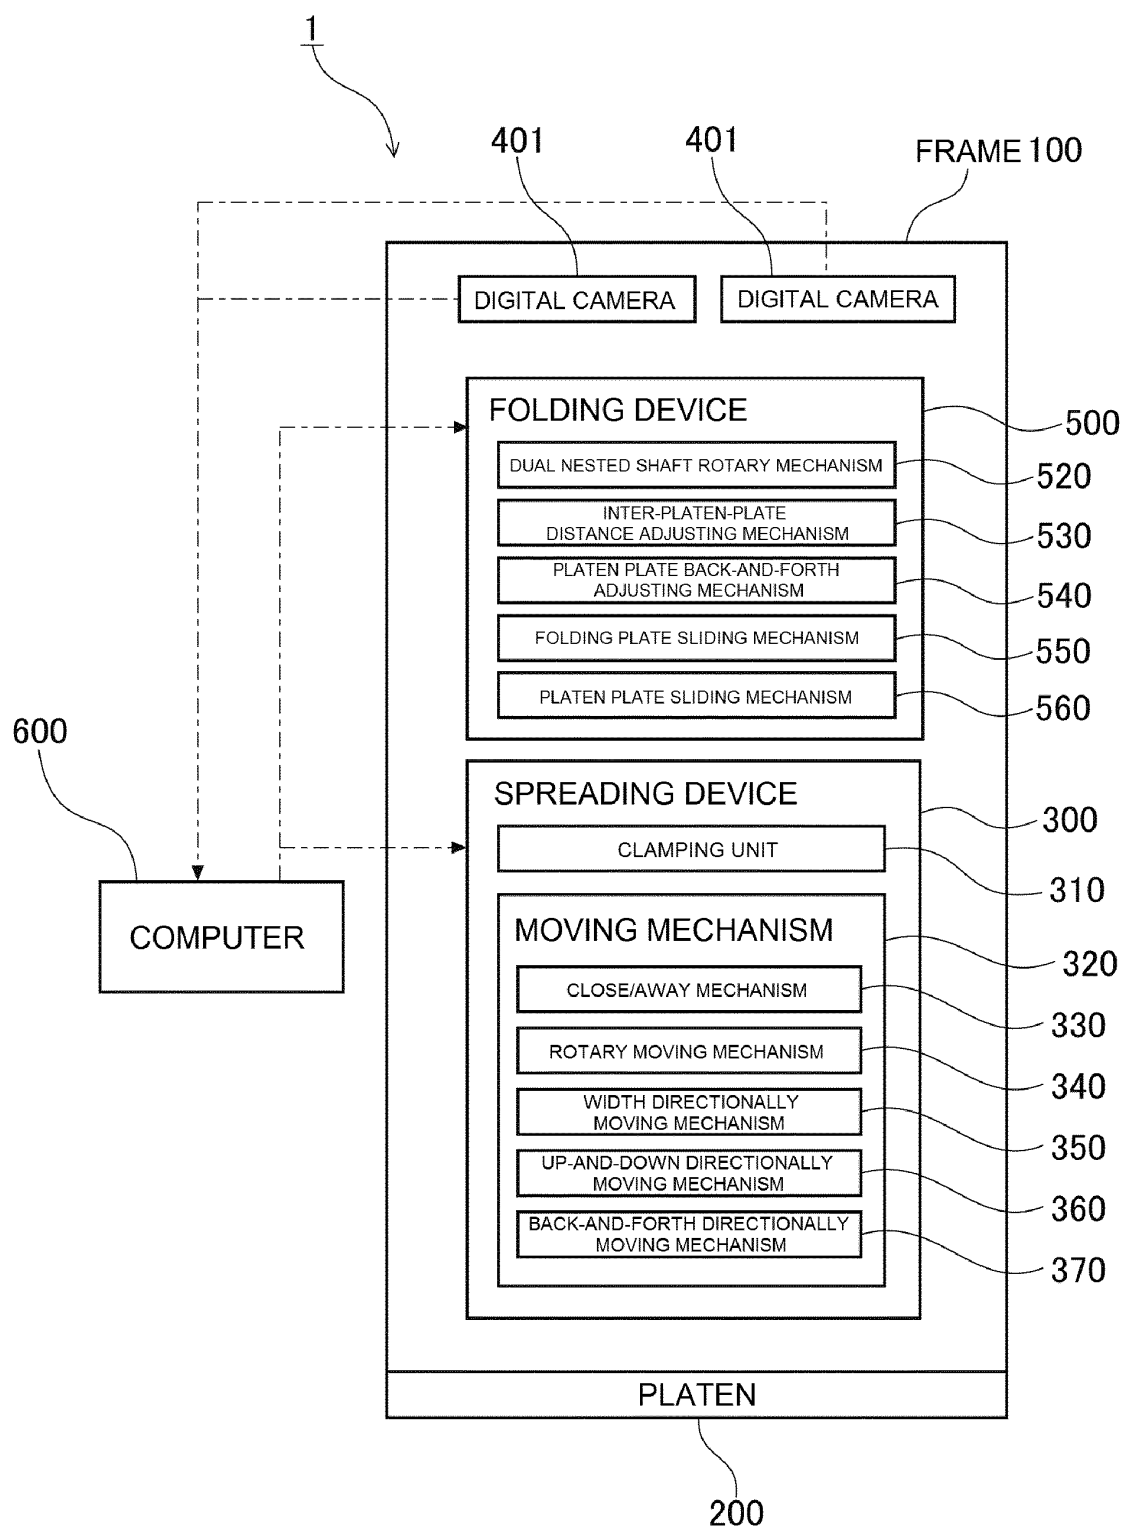 1
401
401
FRAME 100
DIGITAL CAMERA
DIGITAL CAMERA
FOLDING DEVICE
500
DUAL NESTED SHAFT ROTARY MECHANISM
520
INTER-PLATEN-PLATE
DISTANCE ADJUSTING MECHANISM
530
PLATEN PLATE BACK-AND-FORTH
ADJUSTING MECHANISM
540
FOLDING PLATE SLIDING MECHANISM
550
PLATEN PLATE SLIDING MECHANISM
560
600
COMPUTER
SPREADING DEVICE
300
CLAMPING UNIT
310
MOVING MECHANISM
320
CLOSE/AWAY MECHANISM
330
ROTARY MOVING MECHANISM
340
WIDTH DIRECTIONALLY
MOVING MECHANISM
350
UP-AND-DOWN DIRECTIONALLY
MOVING MECHANISM
360
BACK-AND-FORTH DIRECTIONALLY
MOVING MECHANISM
370
PLATEN
200